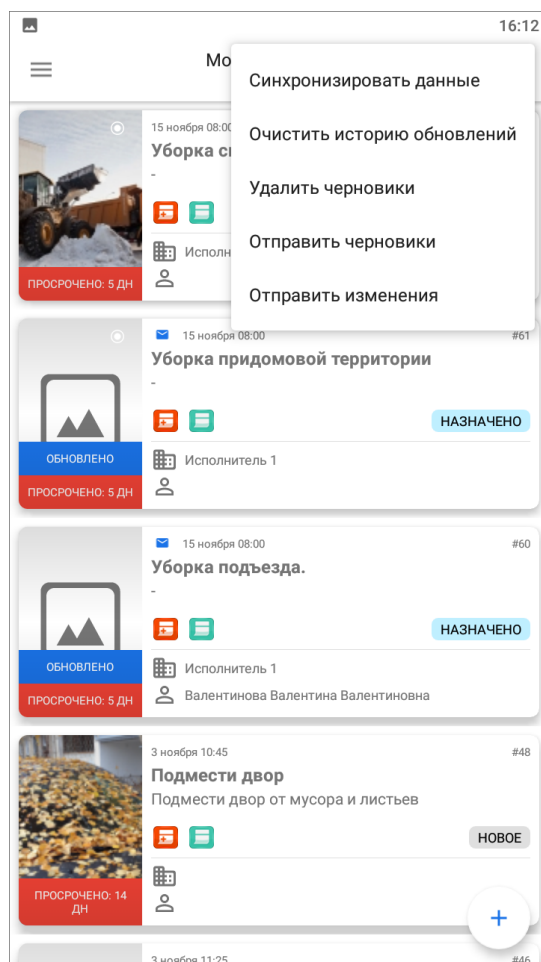 16:12
Мо
Синхронизировать данные
Очистить историю обновлений
Удалить черновики
Отправить черновики
Отправить изменения
15 ноября 08:00
Уборка
-
ПРОСРОЧЕНО: 5 ДН
15 ноября 08:00
#61
Уборка придомовой территории
-
НАЗНАЧЕНО
ОБНОВЛЕНО
Исполнитель 1
ПРОСРОЧЕНО: 5 ДН
15 ноября 08:00
#60
Уборка подъезда.
-
НАЗНАЧЕНО
ОБНОВЛЕНО
Исполнитель 1
ПРОСРОЧЕНО: 5 ДН
Валентинова Валентина Валентиновна
3 ноября 10:45
#48
Подмести двор
Подмести двор от мусора и листьев
НОВОЕ
ПРОСРОЧЕНО: 14
ДН
+
3 ноября 11:25
#46